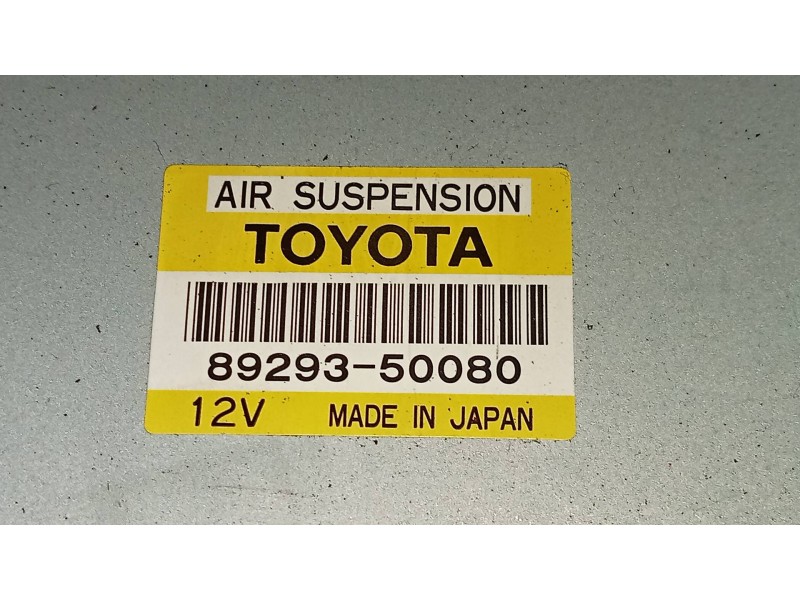 AIR SUSPENSION
TOYOTA
89293-50080
12V MADE IN JAPAN